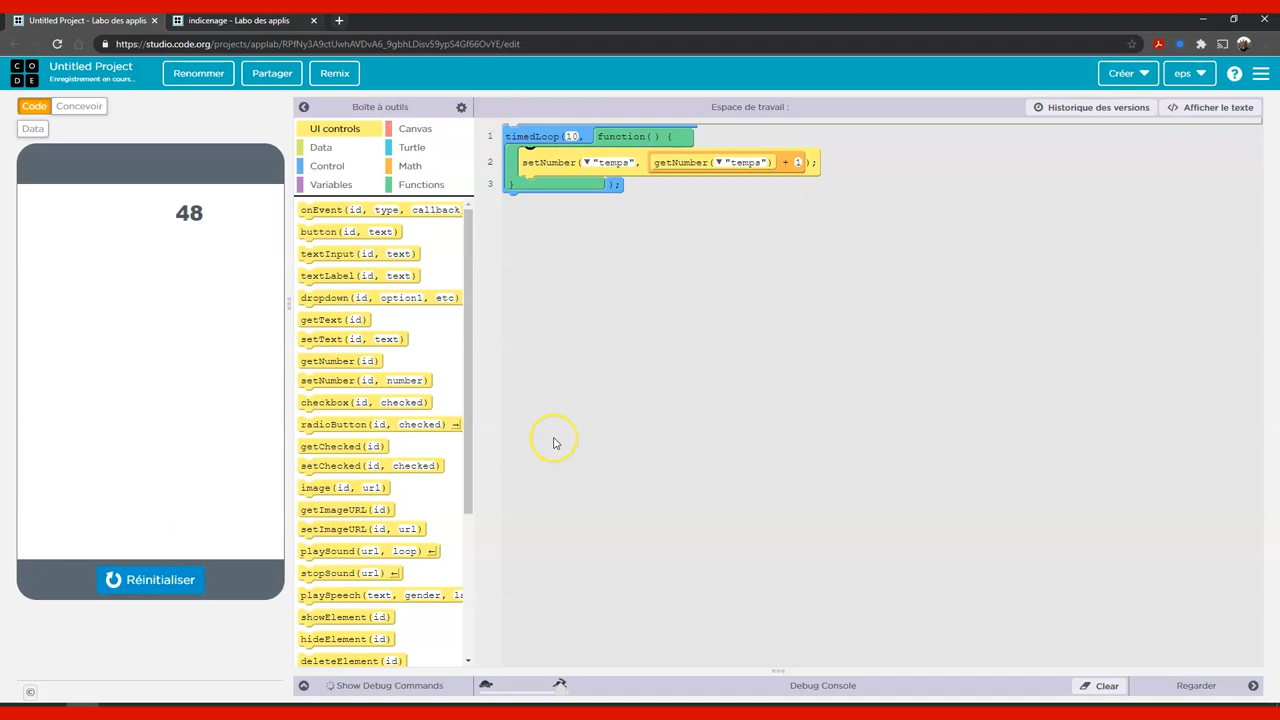 Untitled Project - Labo des applis × indicenage - Labo des applis × +
https://studio.code.org/projects/applab/RPfNy3A9ctUwhAVDvA6_9gbhLDisv59ypS4Gf66OvYE/edit
CODE Untitled Project Enregistrement en cours... Renommer Partager Remix Créer eps ?
Code Concevoir Boîte à outils Espace de travail : Historique des versions </> Afficher le texte
Data
UI controls Canvas
Data Turtle
Control Math
Variables Functions
1 timedLoop(10, function() {
2 setNumber(▼"temps", getNumber(▼"temps") + 1);
3 } );
48
onEvent(id, type, callback
button(id, text)
textInput(id, text)
textLabel(id, text)
dropdown(id, option1, etc)
getText(id)
setText(id, text)
getNumber(id)
setNumber(id, number)
checkbox(id, checked)
radioButton(id, checked)
getChecked(id)
setChecked(id, checked)
image(id, url)
getImageURL(id)
setImageURL(id, url)
playSound(url, loop)
stopSound(url)
playSpeech(text, gender, la
showElement(id)
hideElement(id)
deleteElement(id)
Réinitialiser
© Show Debug Commands Debug Console Clear Regarder